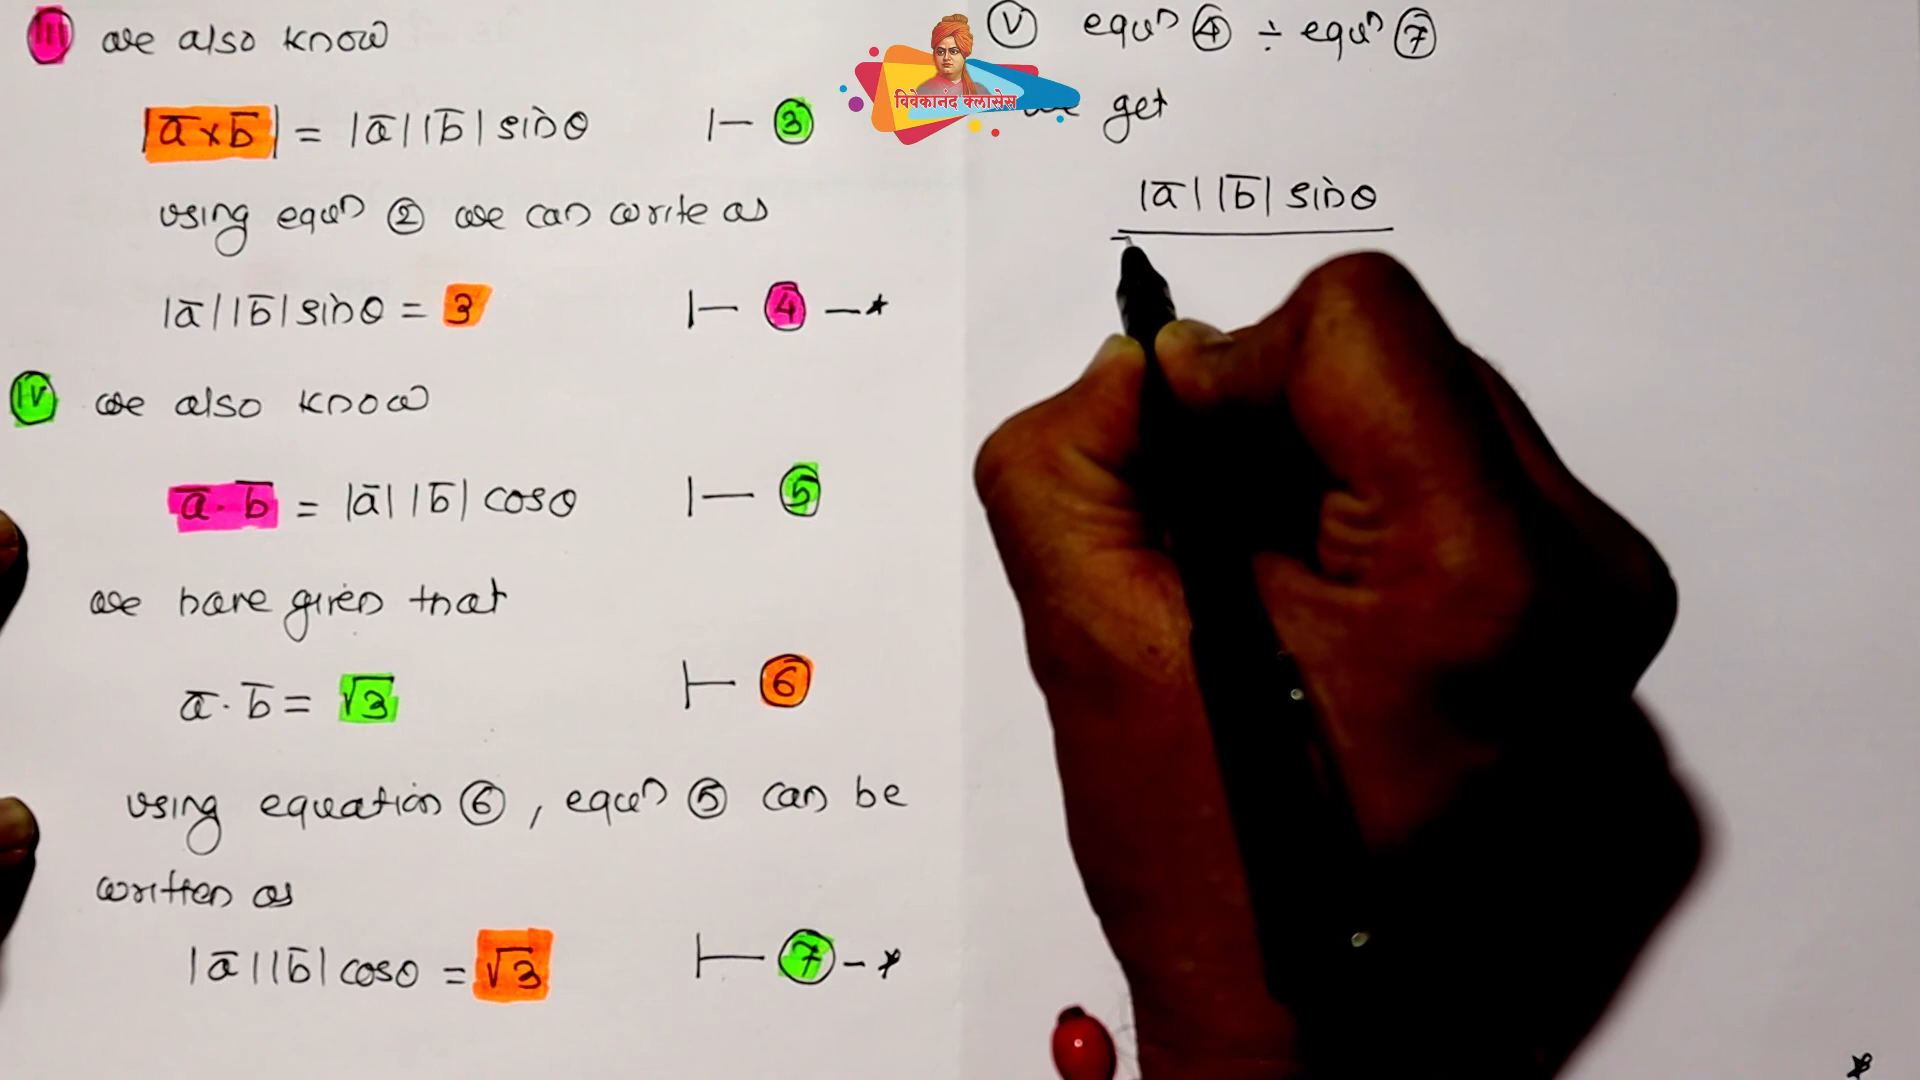 iii we also know
|a̅ x b̅| = |a̅| |b̅| sinθ |— 3
using equⁿ ② we can write as
|a̅| |b̅| sinθ = 3 |— 4 –*
iv we also know
a̅ . b̅ = |a̅| |b̅| cosθ |— 5
we have given that
a̅ . b̅ = √3 |— 6
using equation ⑥, equⁿ ⑤ can be
written as
|a̅| |b̅| cosθ = √3 |— 7 –*
विवेकानंद क्लासेस
V equⁿ ④ ÷ equⁿ ⑦
we get
|a̅| |b̅| sinθ